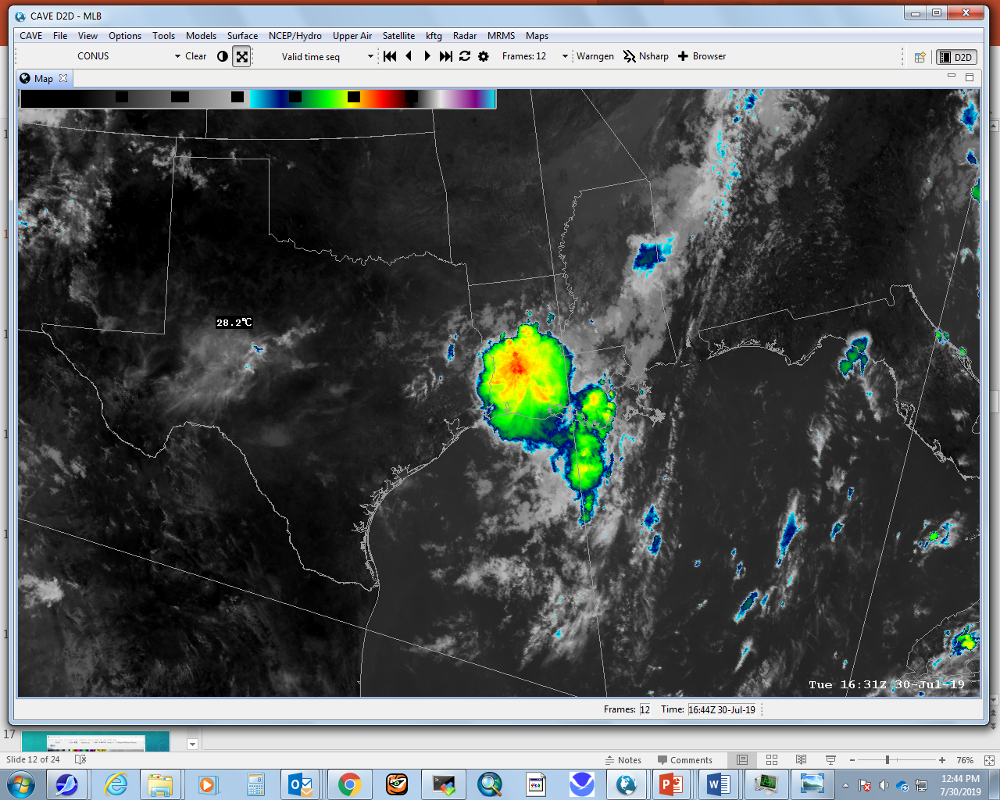 CAVE D2D - MLB
CAVE File View Options Tools Models Surface NCEP/Hydro Upper Air Satellite kftg Radar MRMS Maps
CONUS Clear Valid time seq Frames: 12 Warngen Nsharp Browser D2D
Map
28.2°C
Tue 16:31Z 30-Jul-19
Frames: 12 Time: 16:44Z 30-Jul-19
17
Slide 12 of 24 Notes Comments 76%
12:44 PM
7/30/2019